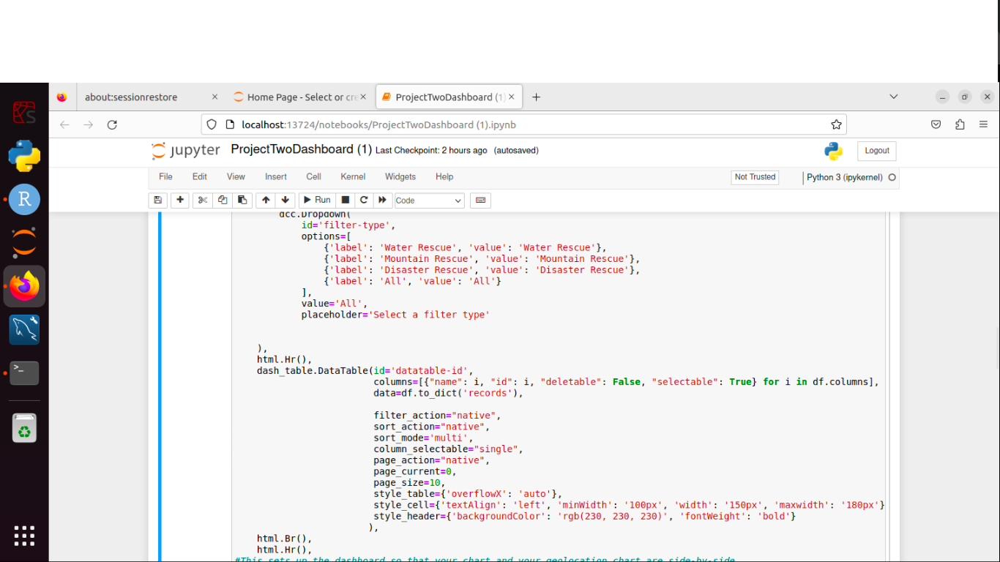 about:sessionrestore
Home Page - Select or cre
ProjectTwoDashboard (1)
localhost:13724/notebooks/ProjectTwoDashboard (1).ipynb
jupyter ProjectTwoDashboard (1) Last Checkpoint: 2 hours ago (autosaved)
Logout
File Edit View Insert Cell Kernel Widgets Help
Not Trusted
Python 3 (ipykernel)
Run
Code
dcc.Dropdown(
id='filter-type',
options=[
{'label': 'Water Rescue', 'value': 'Water Rescue'},
{'label': 'Mountain Rescue', 'value': 'Mountain Rescue'},
{'label': 'Disaster Rescue', 'value': 'Disaster Rescue'},
{'label': 'All', 'value': 'All'}
],
value='All',
placeholder='Select a filter type'
),
html.Hr(),
dash_table.DataTable(id='datatable-id',
columns=[{"name": i, "id": i, "deletable": False, "selectable": True} for i in df.columns],
data=df.to_dict('records'),
filter_action="native",
sort_action="native",
sort_mode='multi',
column_selectable="single",
page_action="native",
page_current=0,
page_size=10,
style_table={'overflowX': 'auto'},
style_cell={'textAlign': 'left', 'minWidth': '100px', 'width': '150px', 'maxwidth': '180px'}
style_header={'backgroundColor': 'rgb(230, 230, 230)', 'fontWeight': 'bold'}
),
html.Br(),
html.Hr(),
#This sets up the dashboard so that your chart and your geolocation chart are side-by-side